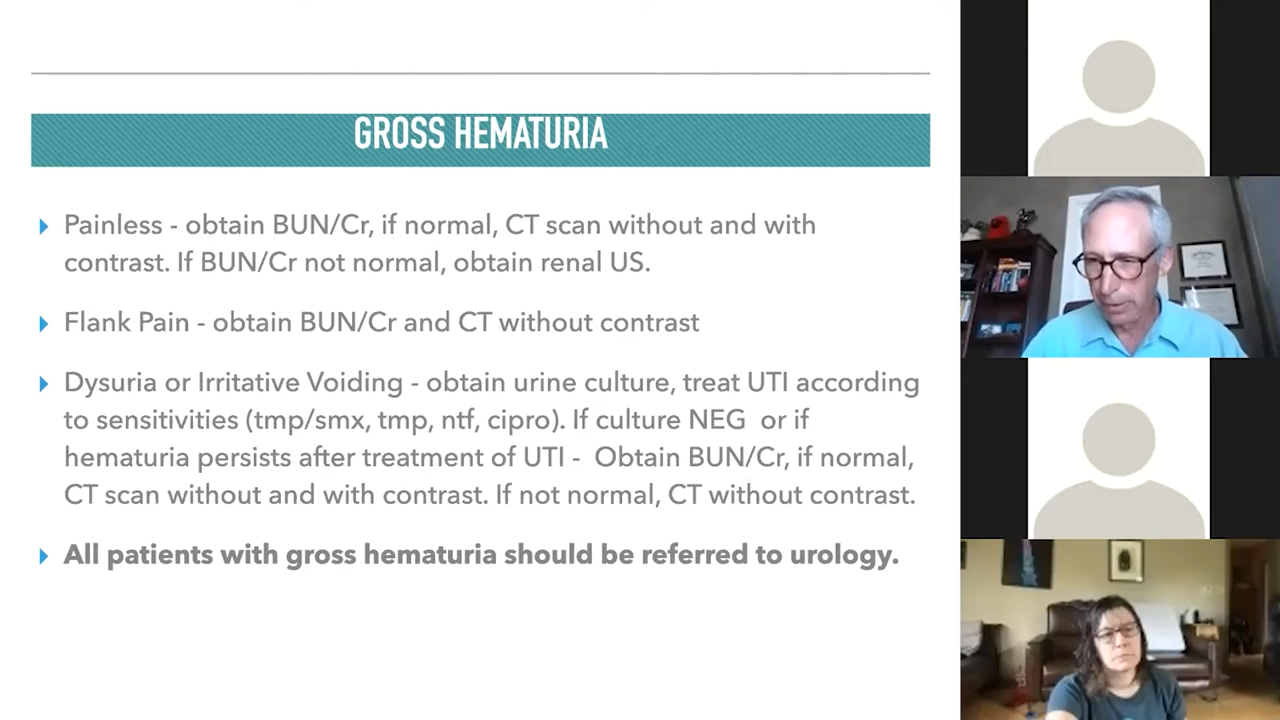 GROSS HEMATURIA
Painless - obtain BUN/Cr, if normal, CT scan without and with
contrast. If BUN/Cr not normal, obtain renal US.
Flank Pain - obtain BUN/Cr and CT without contrast
Dysuria or Irritative Voiding - obtain urine culture, treat UTI according
to sensitivities (tmp/smx, tmp, ntf, cipro). If culture NEG or if
hematuria persists after treatment of UTI - Obtain BUN/Cr, if normal,
CT scan without and with contrast. If not normal, CT without contrast.
All patients with gross hematuria should be referred to urology.